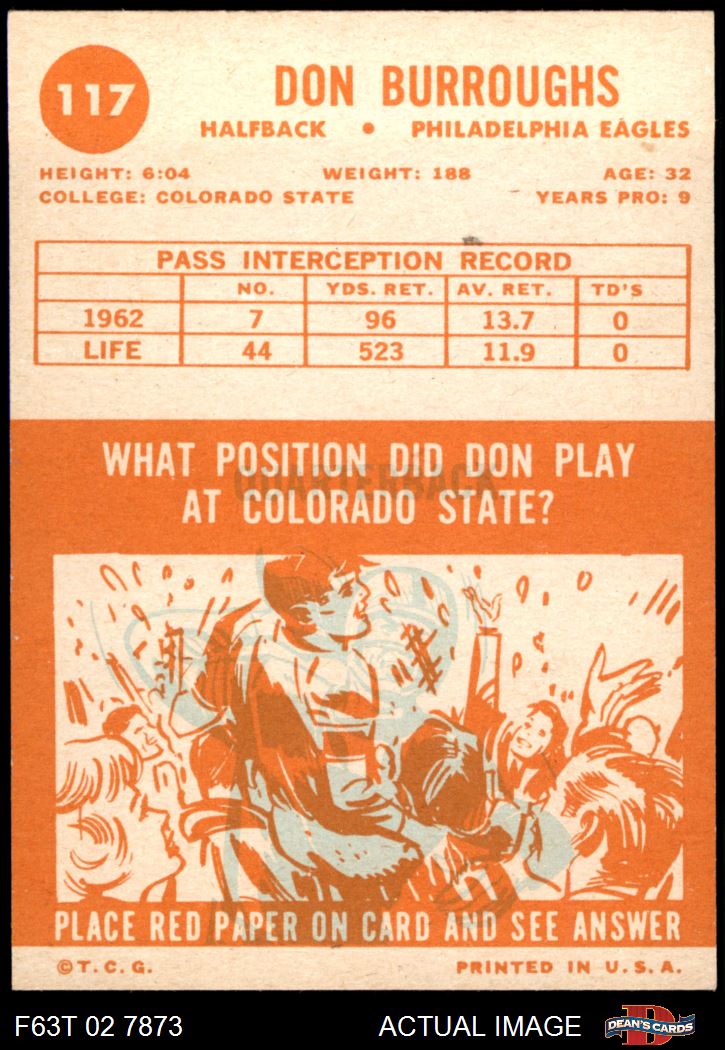 117
DON BURROUGHS
HALFBACK • PHILADELPHIA EAGLES
HEIGHT: 6:04 WEIGHT: 188 AGE: 32
COLLEGE: COLORADO STATE YEARS PRO: 9
PASS INTERCEPTION RECORD
NO. YDS. RET. AV. RET. TD'S
1962 7 96 13.7 0
LIFE 44 523 11.9 0
WHAT POSITION DID DON PLAY
QUARTERBACK
AT COLORADO STATE?
PLACE RED PAPER ON CARD AND SEE ANSWER
©T.C.G. PRINTED IN U.S.A.
F63T 02 7873 ACTUAL IMAGE
DEAN'S CARDS